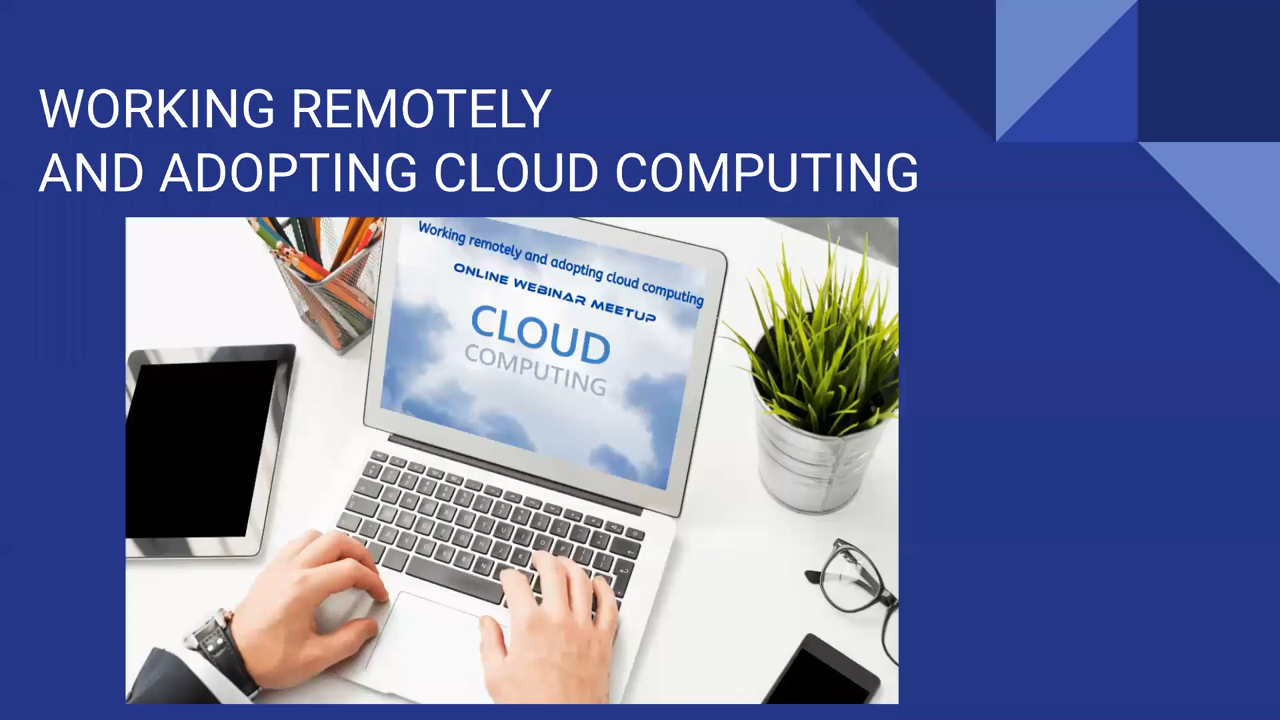 WORKING REMOTELY
AND ADOPTING CLOUD COMPUTING
Working remotely and adopting cloud computing
ONLINE WEBINAR MEETUP
CLOUD
COMPUTING